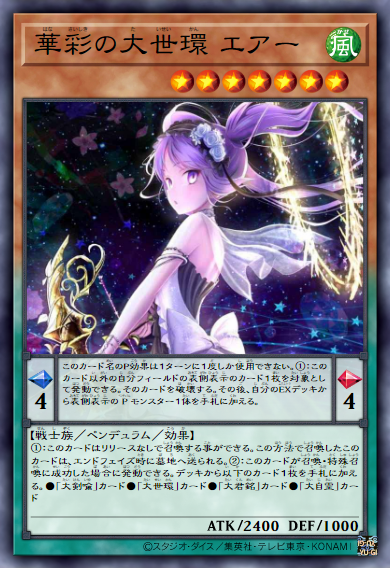 華彩の大世環 エアー
風
このカード名のP効果は1ターンに1度しか使用できない。①:この
カード以外の自分フィールドの表側表示のカード1枚を対象とし
て発動できる。そのカードを破壊する。その後、自分のEXデッキか
ら表側表示のPモンスター1体を手札に加える。
4
4
【戦士族/ペンデュラム/効果】
①:このカードはリリースなしで召喚する事ができる。この方法で召喚したこの
カードは、エンドフェイズ時に墓地へ送られる。②:このカードが召喚・特殊召
喚に成功した場合に発動できる。デッキから以下のカード1枚を手札に加え
る。●「大剣
」カード●「大世環」カード●「大君銘」カード●「大自
」カード
ATK/2400 DEF/1000
©スタジオ・ダイス/集英社・テレビ東京・KONAMI